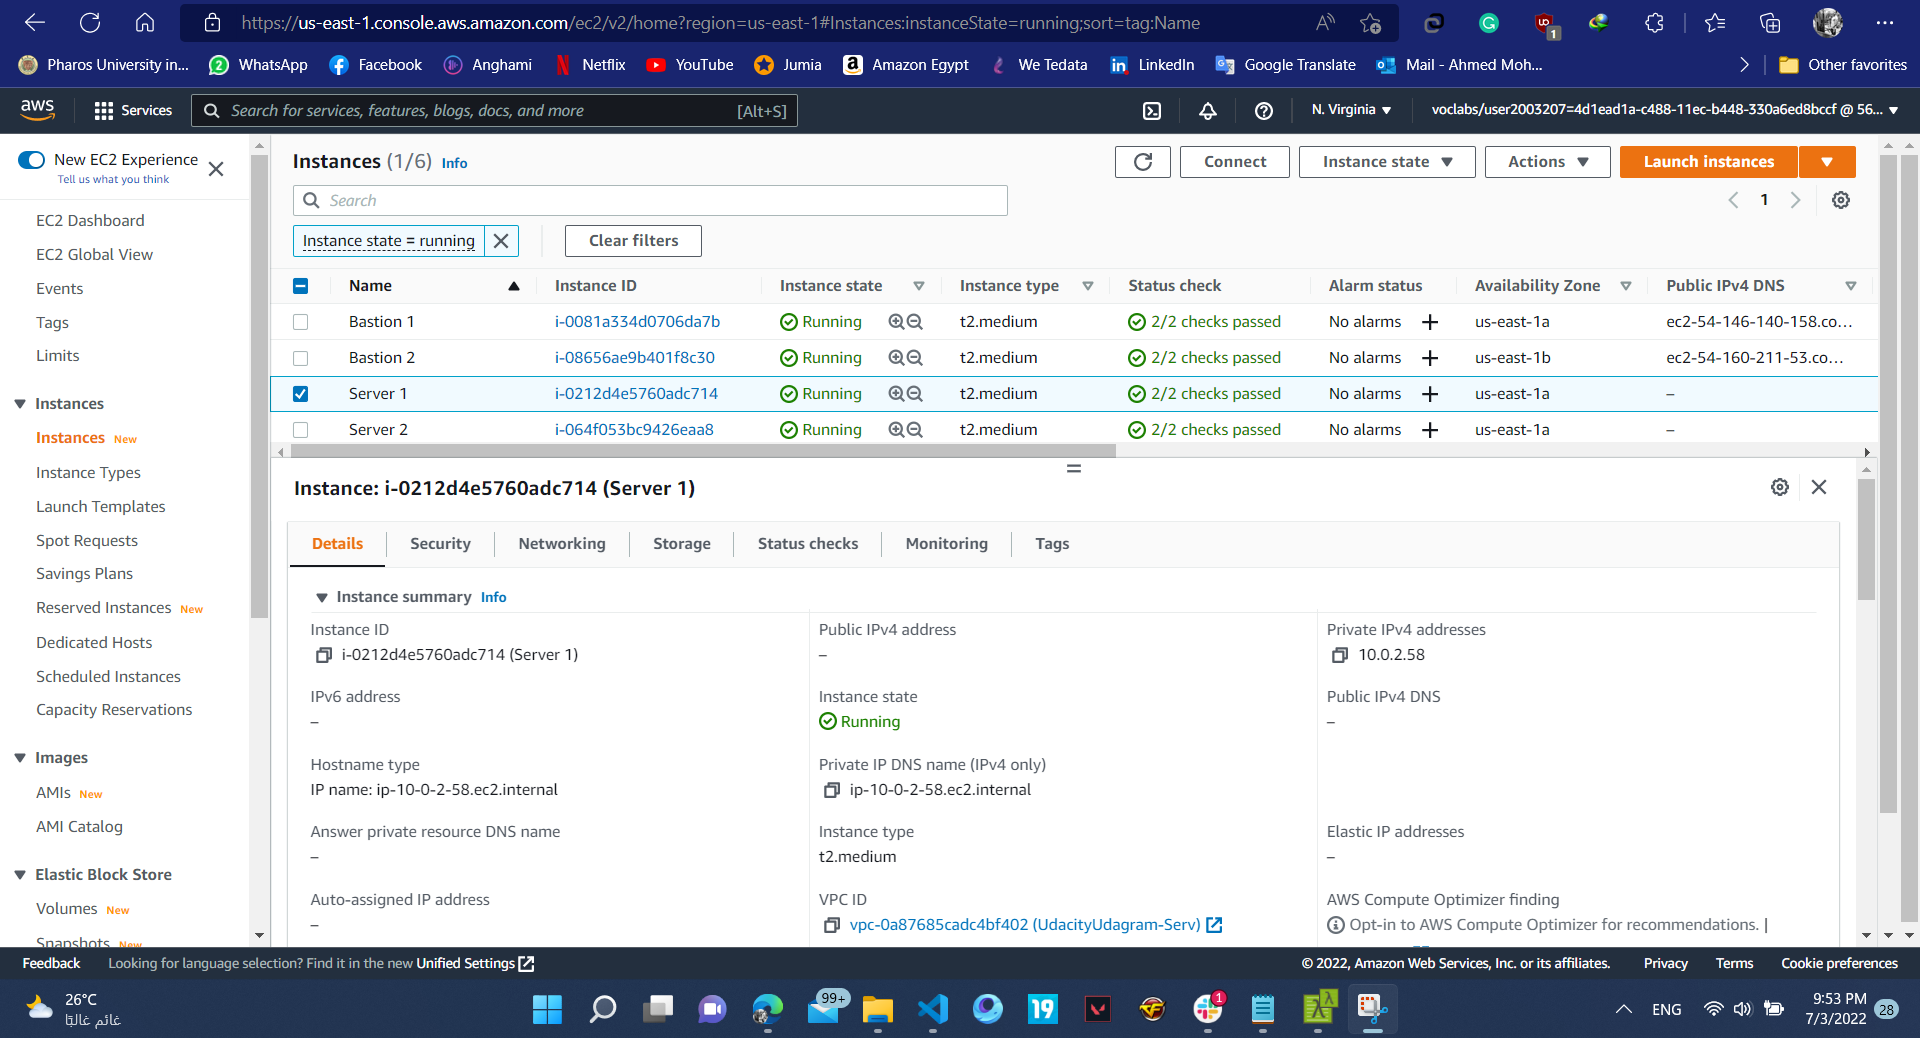 https://us-east-1.console.aws.amazon.com/ec2/v2/home?region=us-east-1#Instances:instanceState=running;sort=tag:Name
1
Pharos University in... WhatsApp Facebook Anghami Netflix YouTube Jumia Amazon Egypt We Tedata LinkedIn Google Translate Mail - Ahmed Moh... Other favorites
aws Services Search for services, features, blogs, docs, and more [Alt+S] N. Virginia voclabs/user2003207=4d1ead1a-c488-11ec-b448-330a6ed8bccf @ 56...
New EC2 Experience
Tell us what you think
EC2 Dashboard
EC2 Global View
Events
Tags
Limits
Instances
Instances New
Instance Types
Launch Templates
Spot Requests
Savings Plans
Reserved Instances New
Dedicated Hosts
Scheduled Instances
Capacity Reservations
Images
AMIs New
AMI Catalog
Elastic Block Store
Volumes New
Snapshots New
Instances (1/6) Info
Connect Instance state Actions Launch instances
Search
1
Instance state = running Clear filters
Name Instance ID Instance state Instance type Status check Alarm status Availability Zone Public IPv4 DNS
Bastion 1 i-0081a334d0706da7b Running t2.medium 2/2 checks passed No alarms us-east-1a ec2-54-146-140-158.co...
Bastion 2 i-08656ae9b401f8c30 Running t2.medium 2/2 checks passed No alarms us-east-1b ec2-54-160-211-53.co...
Server 1 i-0212d4e5760adc714 Running t2.medium 2/2 checks passed No alarms us-east-1a –
Server 2 i-064f053bc9426eaa8 Running t2.medium 2/2 checks passed No alarms us-east-1a –
Instance: i-0212d4e5760adc714 (Server 1)
Details Security Networking Storage Status checks Monitoring Tags
Instance summary Info
Instance ID
i-0212d4e5760adc714 (Server 1)
Public IPv4 address
–
Private IPv4 addresses
10.0.2.58
IPv6 address
–
Instance state
Running
Public IPv4 DNS
–
Hostname type
IP name: ip-10-0-2-58.ec2.internal
Private IP DNS name (IPv4 only)
ip-10-0-2-58.ec2.internal
Answer private resource DNS name
–
Instance type
t2.medium
Elastic IP addresses
–
Auto-assigned IP address
–
VPC ID
vpc-0a87685cadc4bf402 (UdacityUdagram-Serv)
AWS Compute Optimizer finding
Opt-in to AWS Compute Optimizer for recommendations. |
Feedback Looking for language selection? Find it in the new Unified Settings © 2022, Amazon Web Services, Inc. or its affiliates. Privacy Terms Cookie preferences
26°C
غائم غالبًا
99+
19
1
ENG
9:53 PM
7/3/2022
28